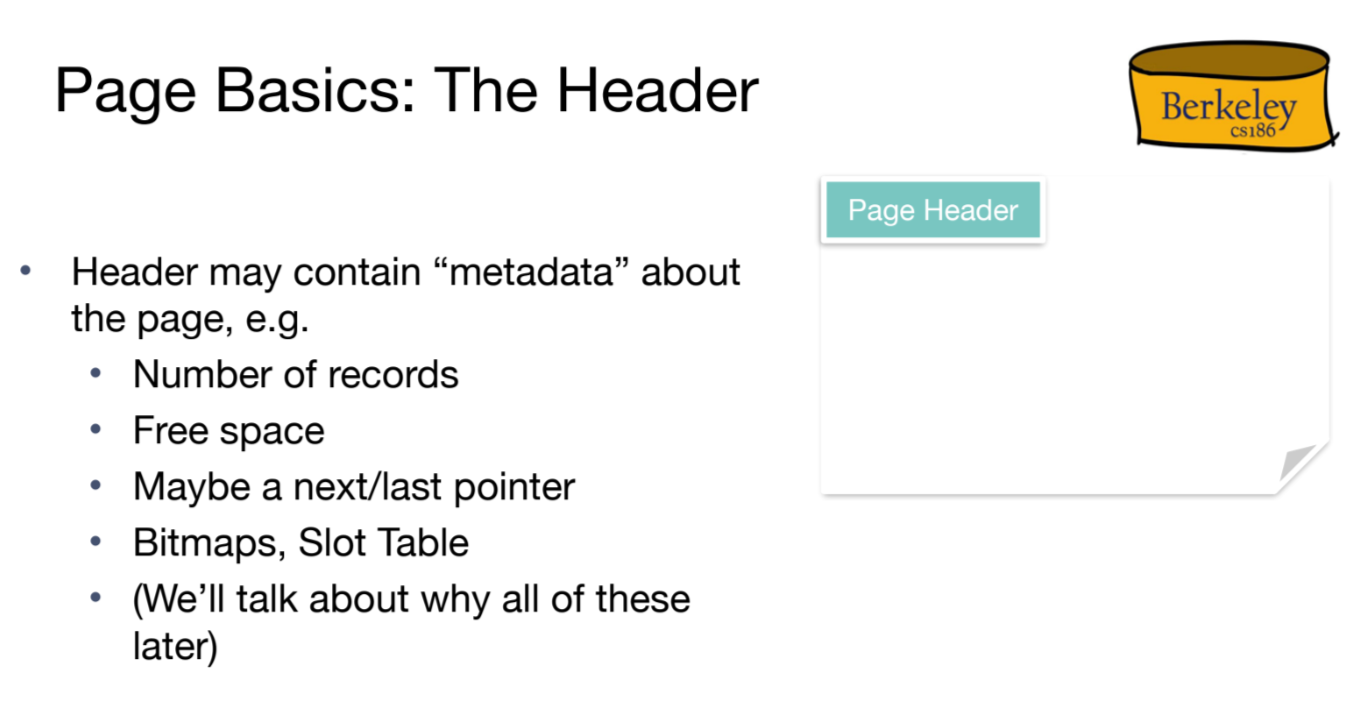 Page Basics: The Header
Berkeley
cs186
Page Header
• Header may contain “metadata” about
the page, e.g.
• Number of records
• Free space
• Maybe a next/last pointer
• Bitmaps, Slot Table
• (We’ll talk about why all of these
later)